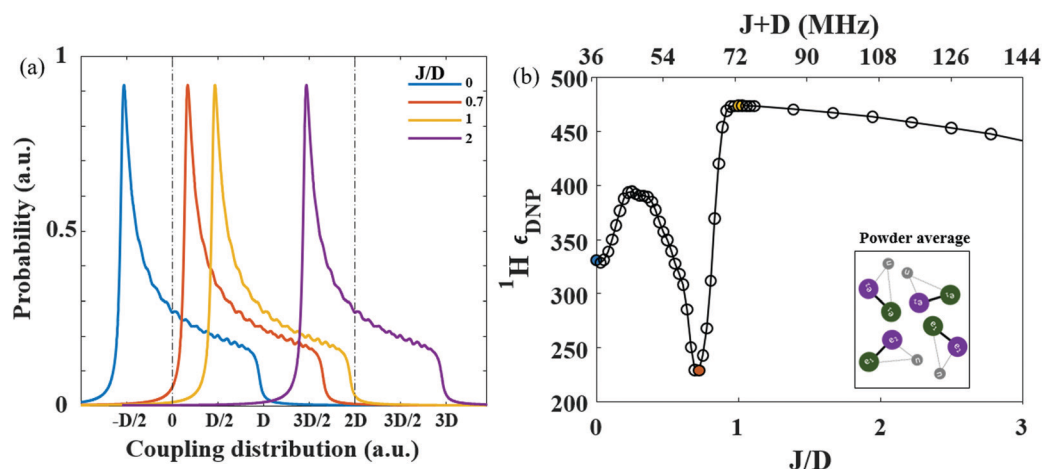 (a)
1
0.5
0
Probability (a.u.)
J/D
0
0.7
1
2
-D/2 0 D/2 D 3D/2 2D 3D/2 3D
Coupling distribution (a.u.)
J+D (MHz)
36 54 72 90 108 126 144
(b)
500
450
400
350
300
250
200
¹H ϵDNP
Powder average
0 1 2 3
J/D